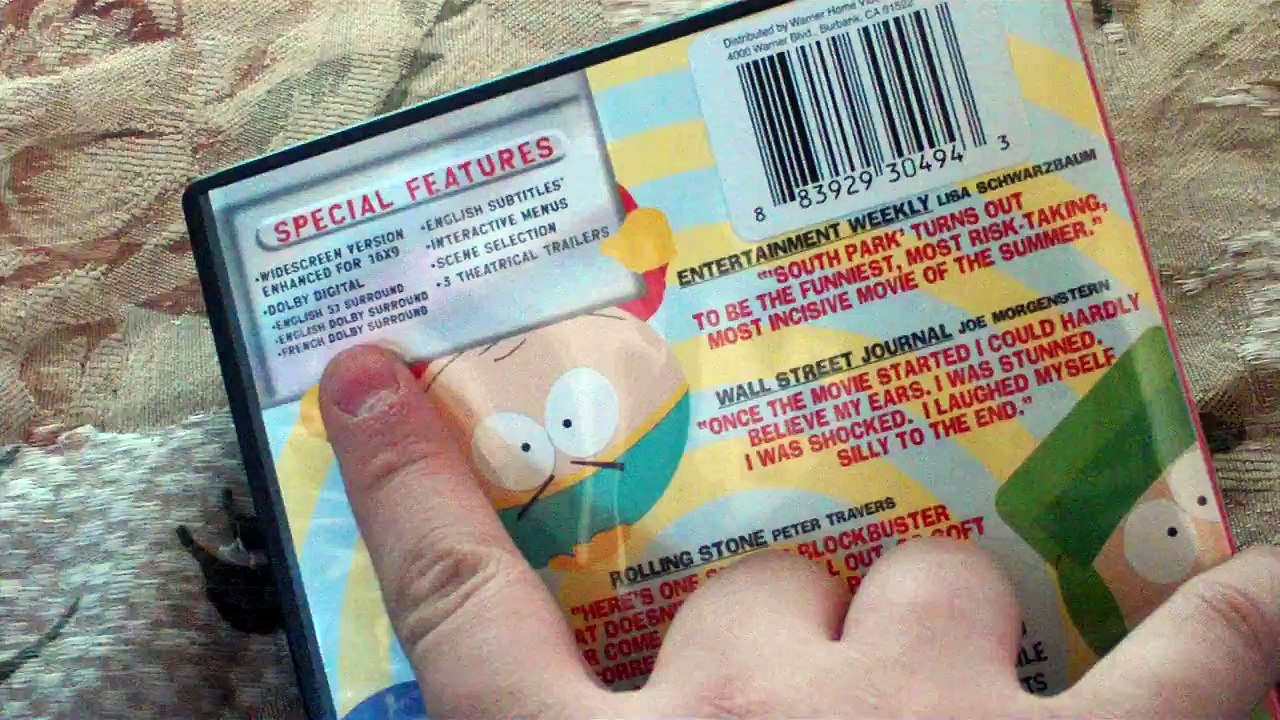 Distributed by Warner Home
4000 Warner Blvd., Burbank, CA 91522
8 83929 30494 3
SPECIAL FEATURES
•WIDESCREEN VERSION
ENHANCED FOR 16X9
•DOLBY DIGITAL
•ENGLISH 5.1 SURROUND
•ENGLISH DOLBY SURROUND
•FRENCH DOLBY SURROUND
•ENGLISH SUBTITLES
•INTERACTIVE MENUS
•SCENE SELECTION
•3 THEATRICAL TRAILERS
ENTERTAINMENT WEEKLY LISA SCHWARZBAUM
"'SOUTH PARK' TURNS OUT
TO BE THE FUNNIEST, MOST RISK-TAKING,
MOST INCISIVE MOVIE OF THE SUMMER."
WALL STREET JOURNAL JOE MORGENSTERN
"ONCE THE MOVIE STARTED I COULD HARDLY
BELIEVE MY EARS. I WAS STUNNED.
I WAS SHOCKED. I LAUGHED MYSELF
SILLY TO THE END."
ROLLING STONE PETER TRAVERS
"HERE'S ONE BLOCKBUSTER
OUT SOFT